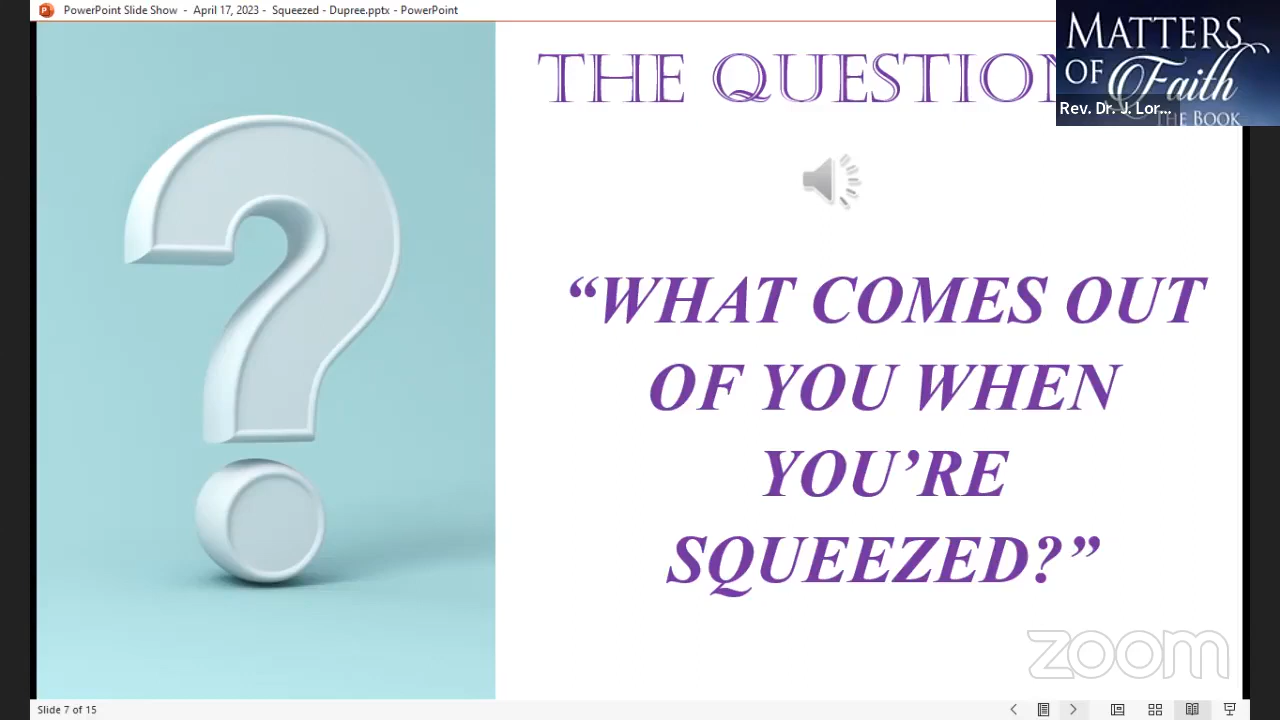 PowerPoint Slide Show - April 17, 2023 - Squeezed - Dupree.pptx - PowerPoint
MATTERS
OF Faith
THE BOOK
Rev. Dr. J. Lor...
THE QUESTION
“WHAT COMES OUT
OF YOU WHEN
YOU’RE
SQUEEZED?”
zoom
Slide 7 of 15